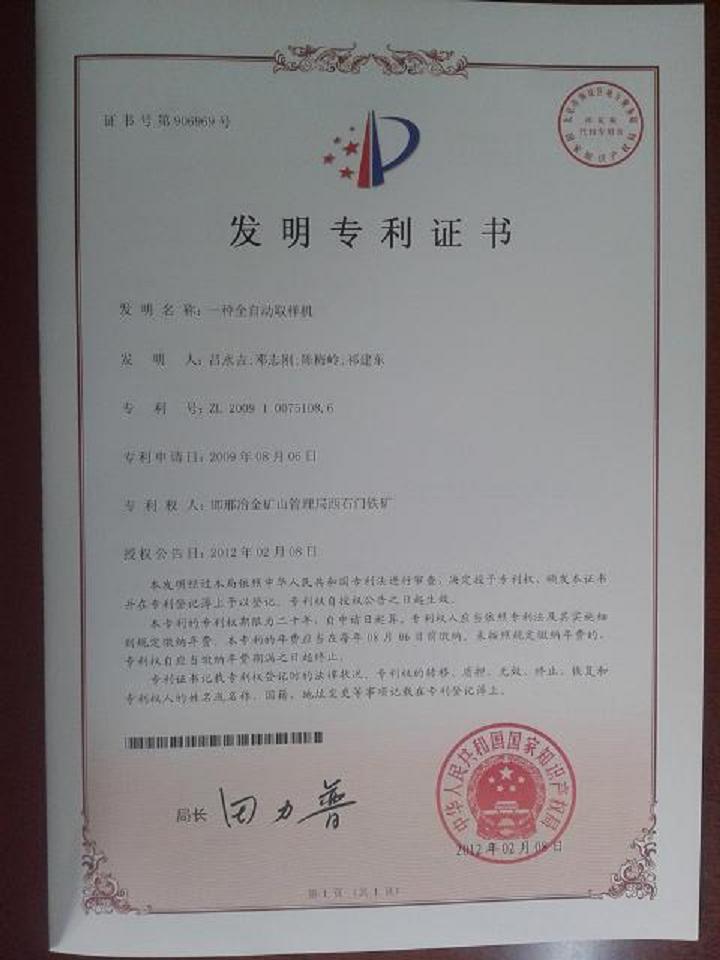 证书号第906969号
发明专利证书
发明名称：一种全自动取样机
发明人：吕永吉;邓志刚;陈梅岭;祁建东
专利号：ZL 2009 1 0075108.6
专利申请日：2009年08月06日
专利权人：邯郸冶金矿山管理局西石门铁矿
授权公告日：2012年02月08日
本发明经过本局依照中华人民共和国专利法进行审查，决定授予专利权，颁发本证书
并在专利登记簿上予以登记。专利权自授权公告之日起生效。
本专利的专利权期限为二十年，自申请日起算。专利权人应当依照专利法及其实施细
则规定缴纳年费。本专利的年费应当在每年08月06日前缴纳。未按照规定缴纳年费的，
专利权自应当缴纳年费期满之日起终止。
专利证书记载专利权登记时的法律状况。专利权的转移、质押、无效、终止、恢复和
专利权人的姓名或名称、国籍、地址变更等事项记载在专利登记簿上。
局长
田力普
中华人民共和国国家知识产权局
2012年02月08日
第1页（共1页）